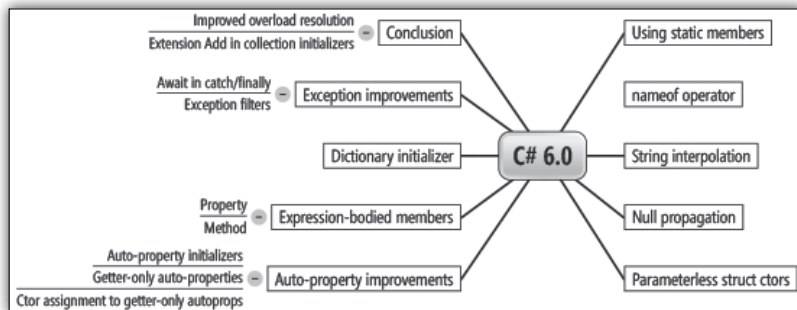 Improved overload resolution
Extension Add in collection initializers
Conclusion
Await in catch/finally
Exception filters
Exception improvements
Dictionary initializer
Property
Method
Expression-bodied members
Auto-property initializers
Getter-only auto-properties
Ctor assignment to getter-only autoprops
Auto-property improvements
C# 6.0
Using static members
nameof operator
String interpolation
Null propagation
Parameterless struct ctors